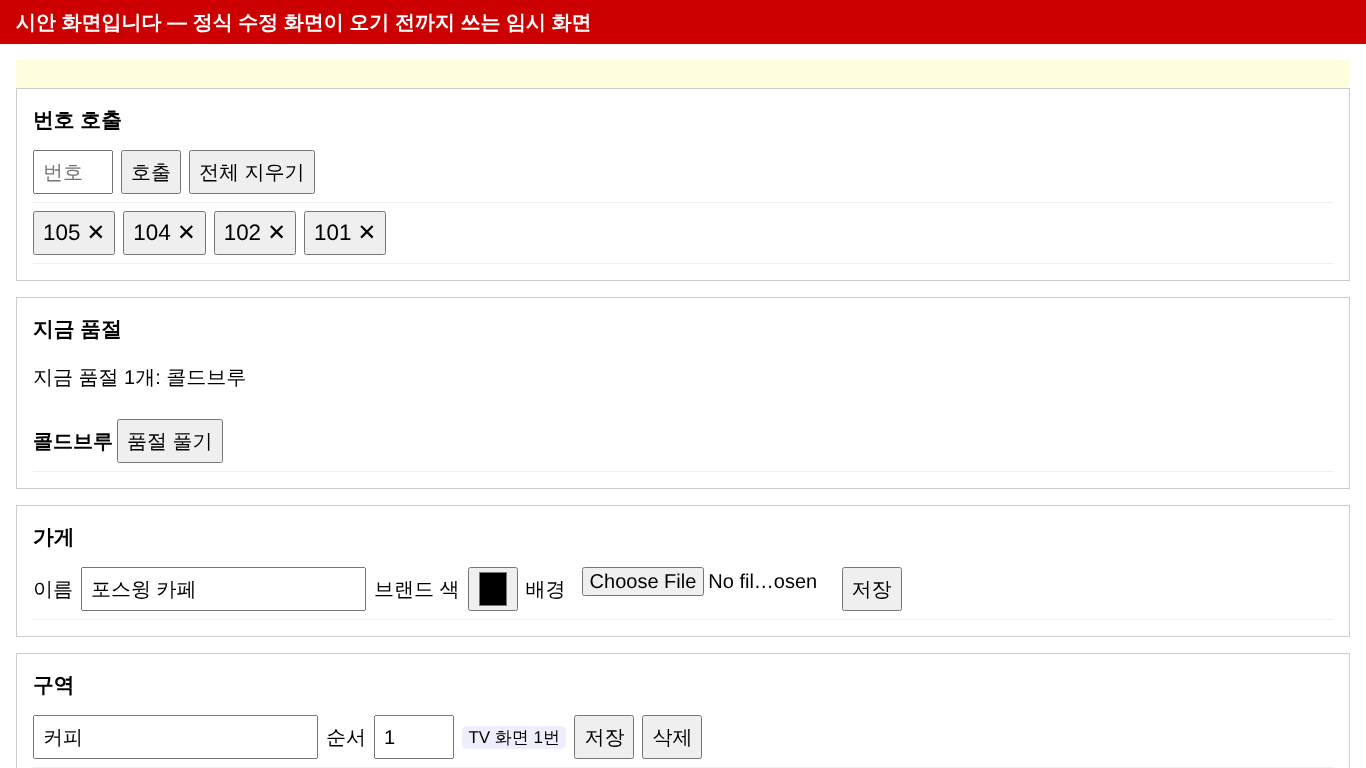 시안 화면입니다 — 정식 수정 화면이 오기 전까지 쓰는 임시 화면
번호 호출
번호 호출 전체 지우기
105 ✕ 104 ✕ 102 ✕ 101 ✕
지금 품절
지금 품절 1개: 콜드브루
콜드브루 품절 풀기
가게
이름 포스윙 카페 브랜드 색 배경 Choose File No fil…osen 저장
구역
커피 순서 1 TV 화면 1번 저장 삭제